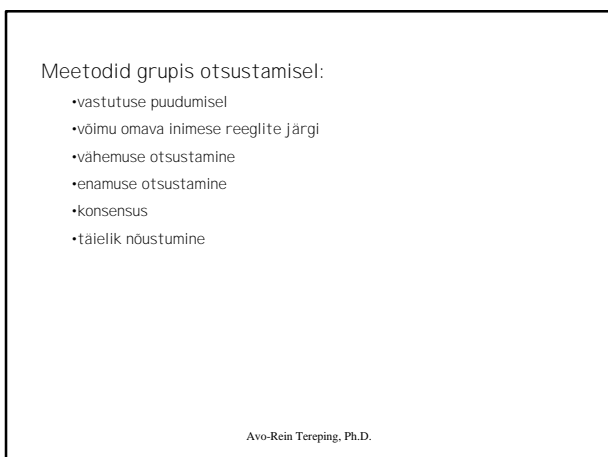 Meetodid grupis otsustamisel:
•vastutuse puudumisel
•võimu omava inimese reeglite järgi
•vähemuse otsustamine
•enamuse otsustamine
•konsensus
•täielik nõustumine
Avo-Rein Tereping, Ph.D.